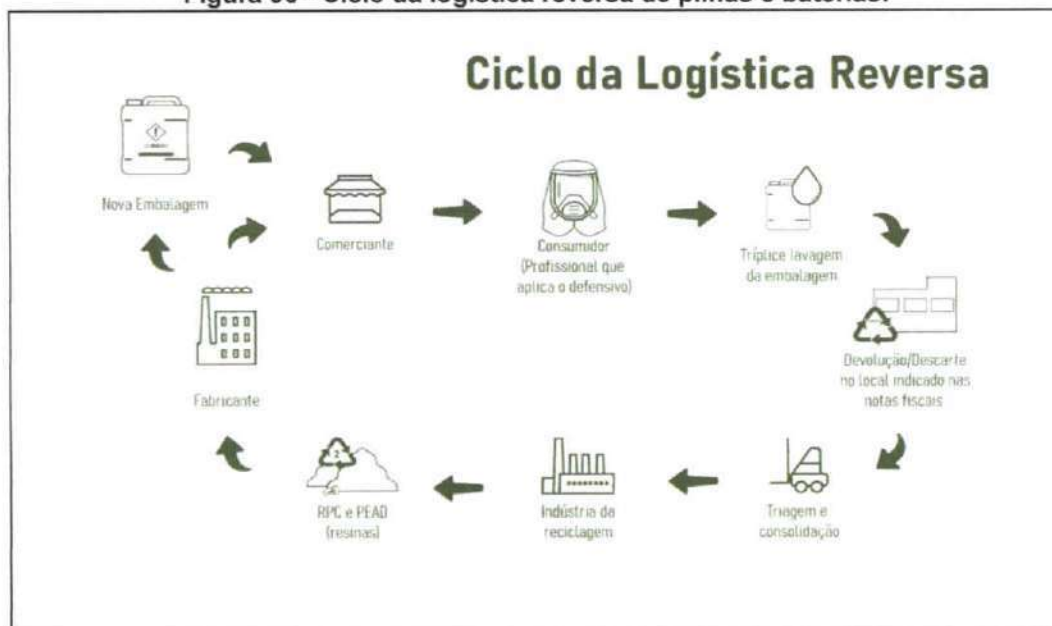 Figura - Ciclo da logística reversa de pilhas e baterias.
Ciclo da Logística Reversa
Nova Embalagem
Comerciante
Consumidor
(Profissional que
aplica o defensivo)
Tríplice lavagem
da embalagem
Devolução/Descarte
no local indicado nas
notas fiscais
Fabricante
2
RPC e PEAD
(resinas)
Indústria da
reciclagem
Triagem e
consolidação